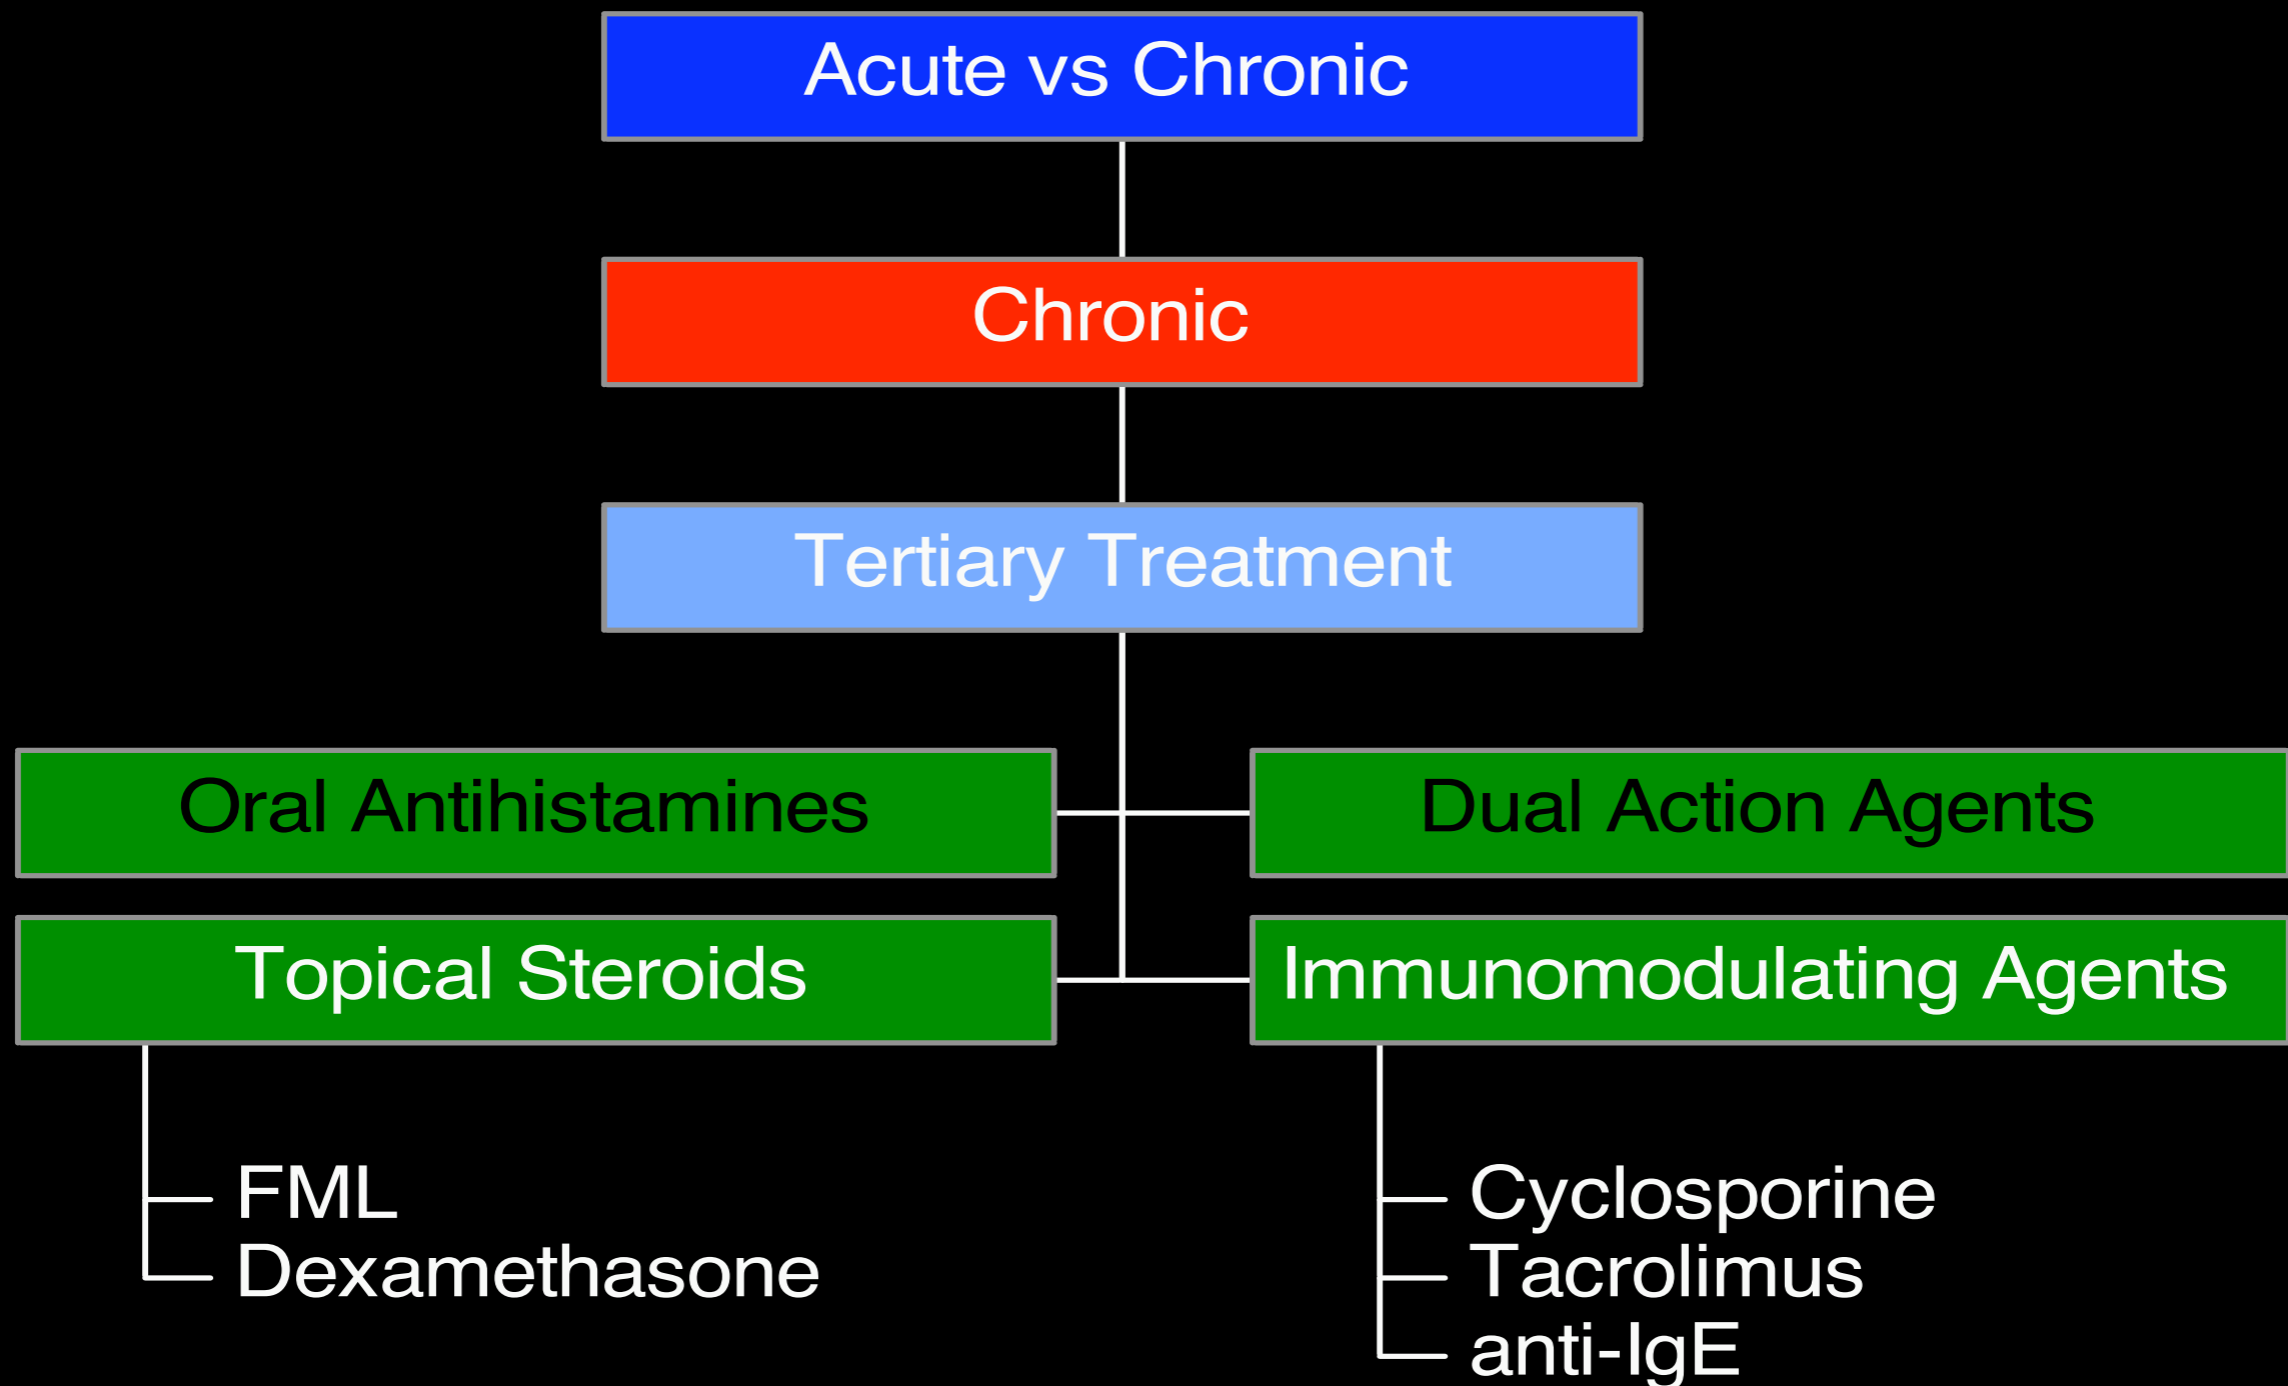 Acute vs Chronic
Chronic
Tertiary Treatment
Oral Antihistamines
Dual Action Agents
Topical Steroids
Immunomodulating Agents
FML
Dexamethasone
Cyclosporine
Tacrolimus
anti-IgE